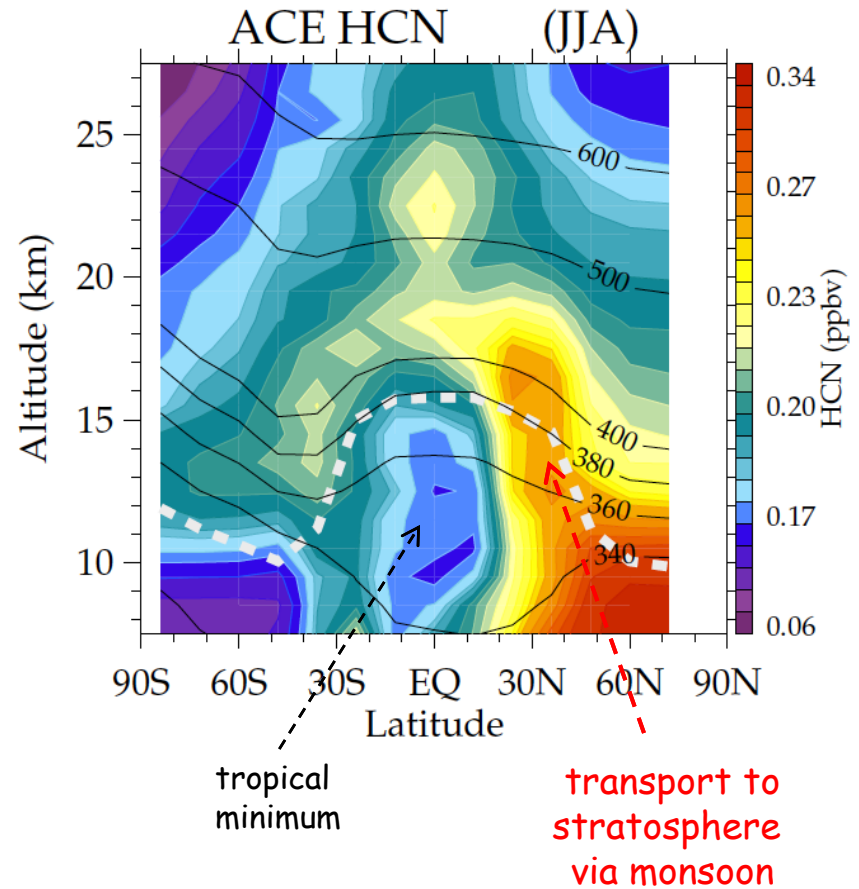 ACE HCN (JJA)
Altitude (km)
25
20
15
10
600
500
400
380
360
340
0.34
0.27
0.23
0.20
0.17
0.06
HCN (ppbv)
90S 60S 30S EQ 30N 60N 90N
Latitude
tropical
minimum
transport to
stratosphere
via monsoon